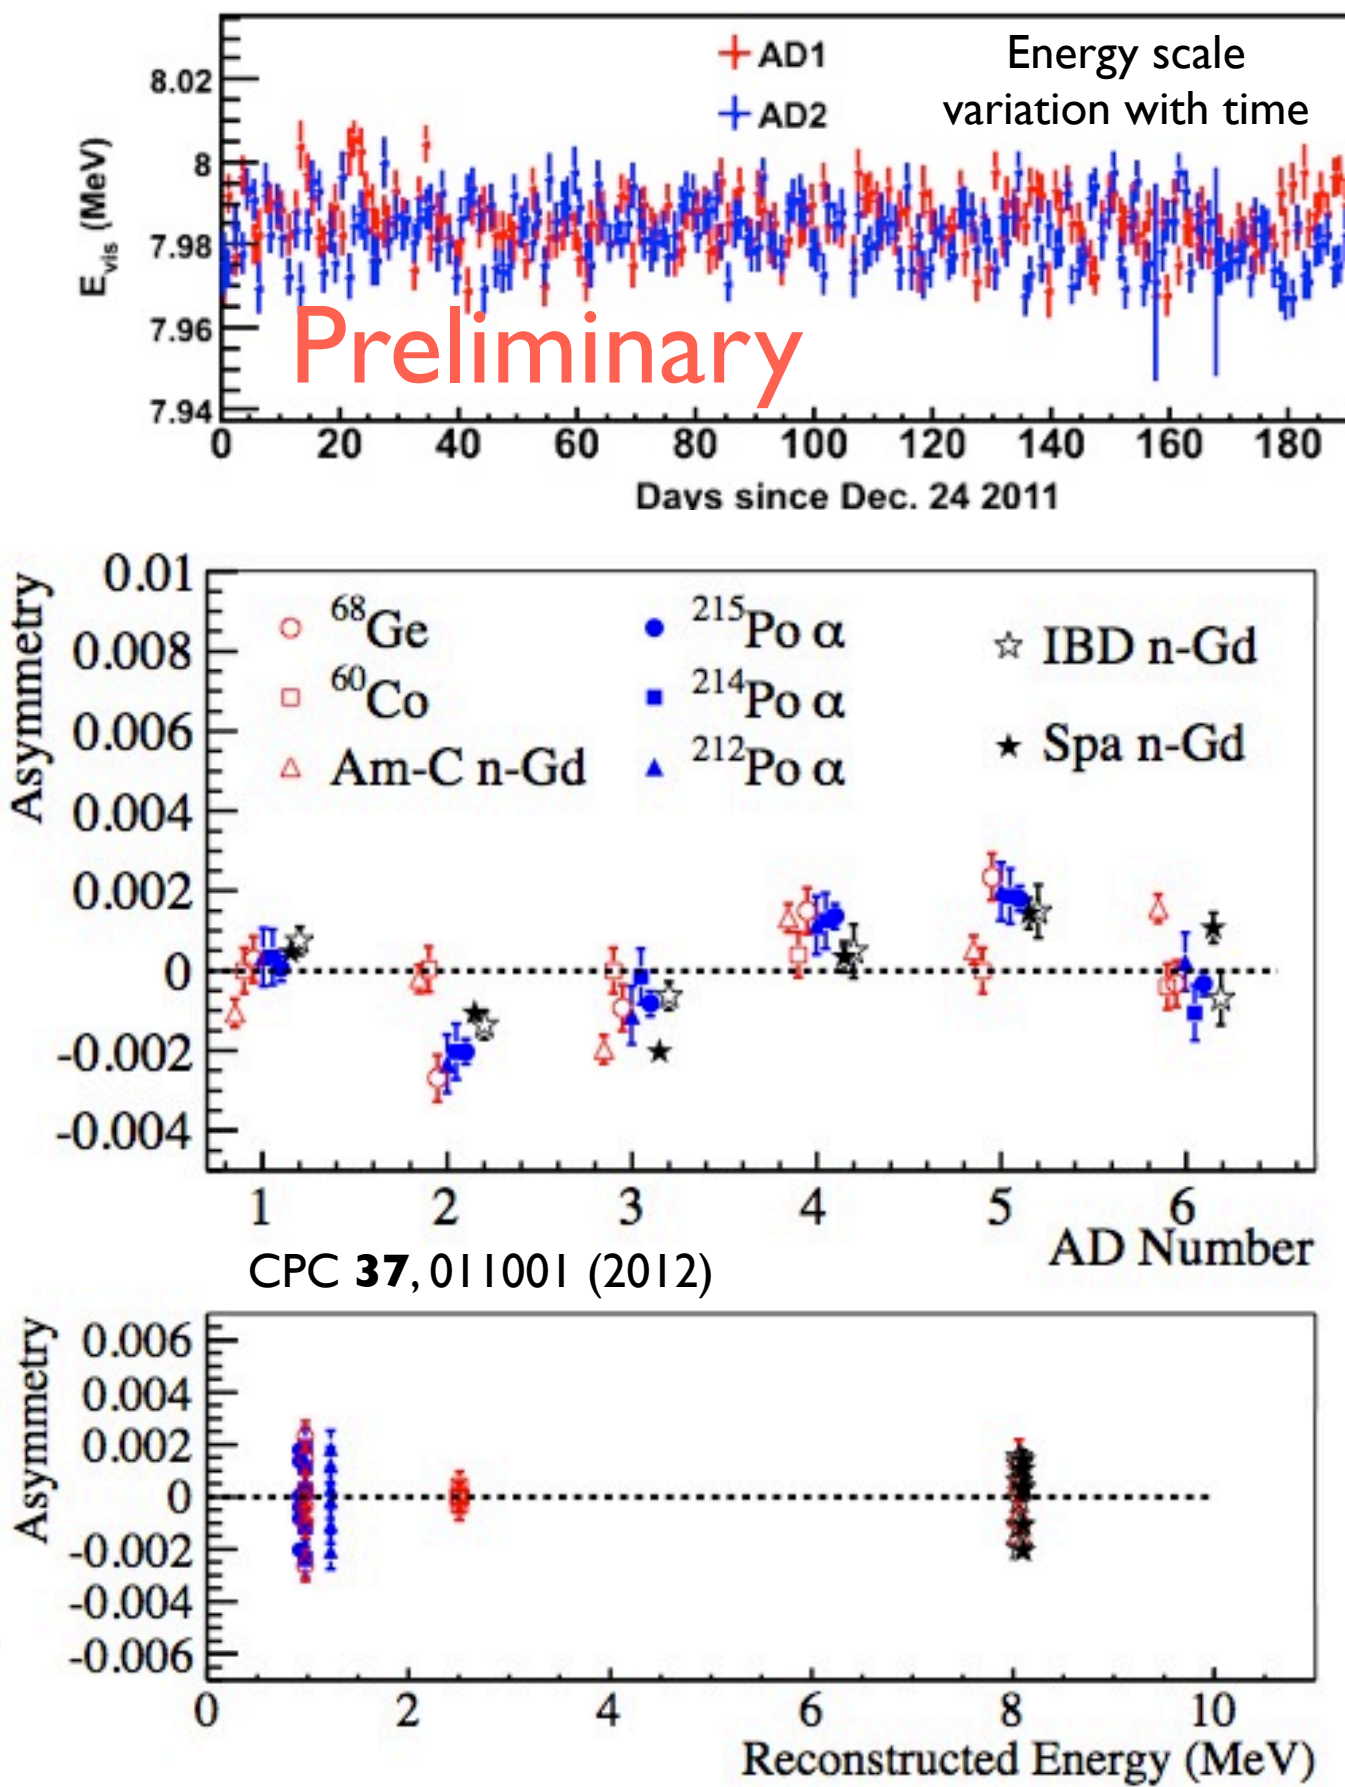 AD1
AD2
Energy scale
variation with time
E_vis (MeV)
8.02
8
7.98
7.96
7.94
Preliminary
0 20 40 60 80 100 120 140 160 180
Days since Dec. 24 2011
Asymmetry
0.01
0.008
0.006
0.004
0.002
0
-0.002
-0.004
⁶⁸Ge
⁶⁰Co
Am-C n-Gd
²¹⁵Po α
²¹⁴Po α
²¹²Po α
IBD n-Gd
Spa n-Gd
1 2 3 4 5 6
AD Number
CPC 37, 011001 (2012)
Asymmetry
0.006
0.004
0.002
0
-0.002
-0.004
-0.006
0 2 4 6 8 10
Reconstructed Energy (MeV)